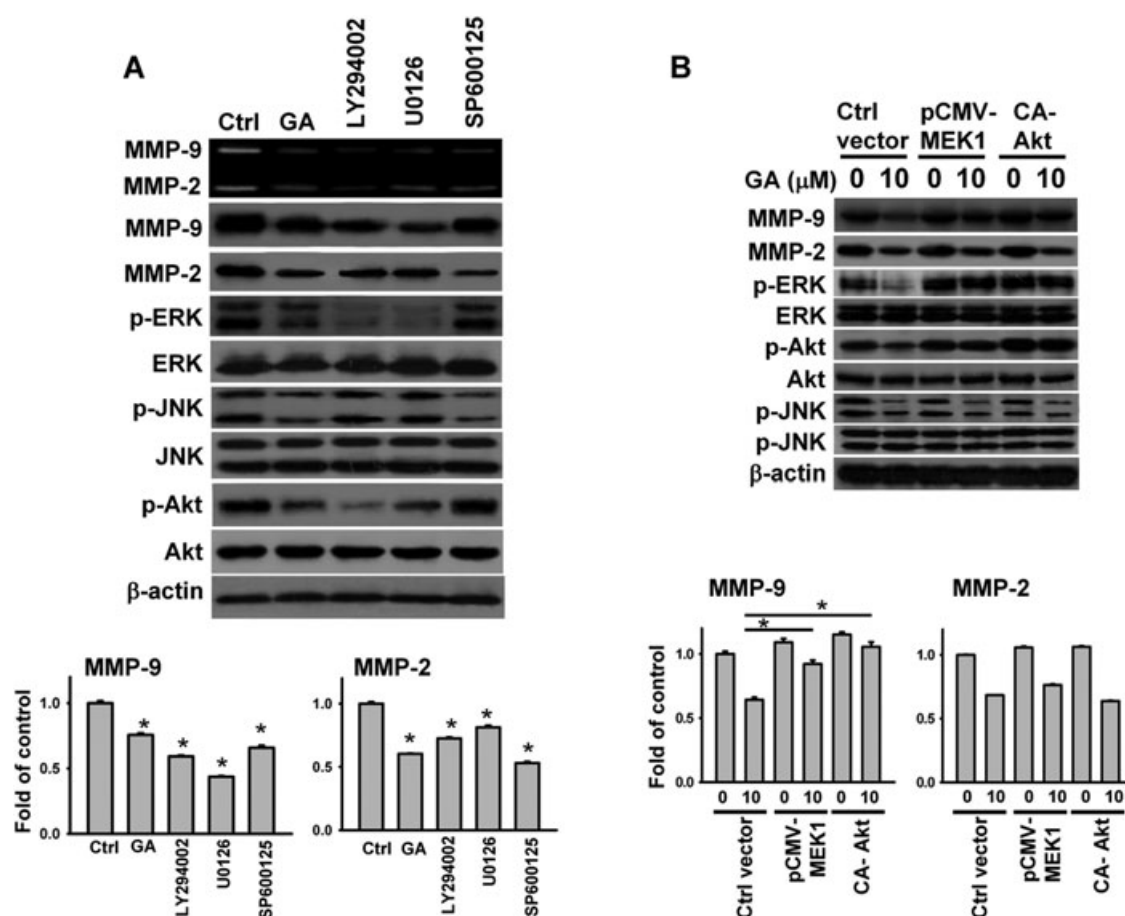 A
Ctrl GA LY294002 U0126 SP600125
MMP-9
MMP-2
MMP-9
MMP-2
p-ERK
ERK
p-JNK
JNK
p-Akt
Akt
β-actin
MMP-9
Fold of control
1.0
0.5
0.0
* * * *
Ctrl GA LY294002 U0126 SP600125
MMP-2
1.0
0.5
0.0
* * * *
Ctrl GA LY294002 U0126 SP600125
B
Ctrl pCMV- CA-
vector MEK1 Akt
GA (μM) 0 10 0 10 0 10
MMP-9
MMP-2
p-ERK
ERK
p-Akt
Akt
p-JNK
p-JNK
β-actin
MMP-9
Fold of control
1.0
0.5
0.0
*
*
0 10 0 10 0 10
Ctrl vector
pCMV-
MEK1
CA- Akt
MMP-2
1.0
0.5
0.0
0 10 0 10 0 10
Ctrl vector
pCMV-
MEK1
CA- Akt